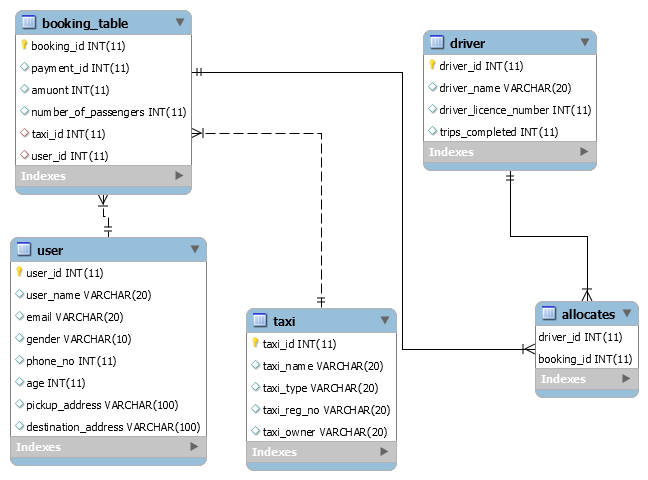 booking_table
booking_id INT(11)
payment_id INT(11)
amuont INT(11)
number_of_passengers INT(11)
taxi_id INT(11)
user_id INT(11)
Indexes
driver
driver_id INT(11)
driver_name VARCHAR(20)
driver_licence_number INT(11)
trips_completed INT(11)
Indexes
user
user_id INT(11)
user_name VARCHAR(20)
email VARCHAR(20)
gender VARCHAR(10)
phone_no INT(11)
age INT(11)
pickup_address VARCHAR(100)
destination_address VARCHAR(100)
Indexes
taxi
taxi_id INT(11)
taxi_name VARCHAR(20)
taxi_type VARCHAR(20)
taxi_reg_no VARCHAR(20)
taxi_owner VARCHAR(20)
Indexes
allocates
driver_id INT(11)
booking_id INT(11)
Indexes